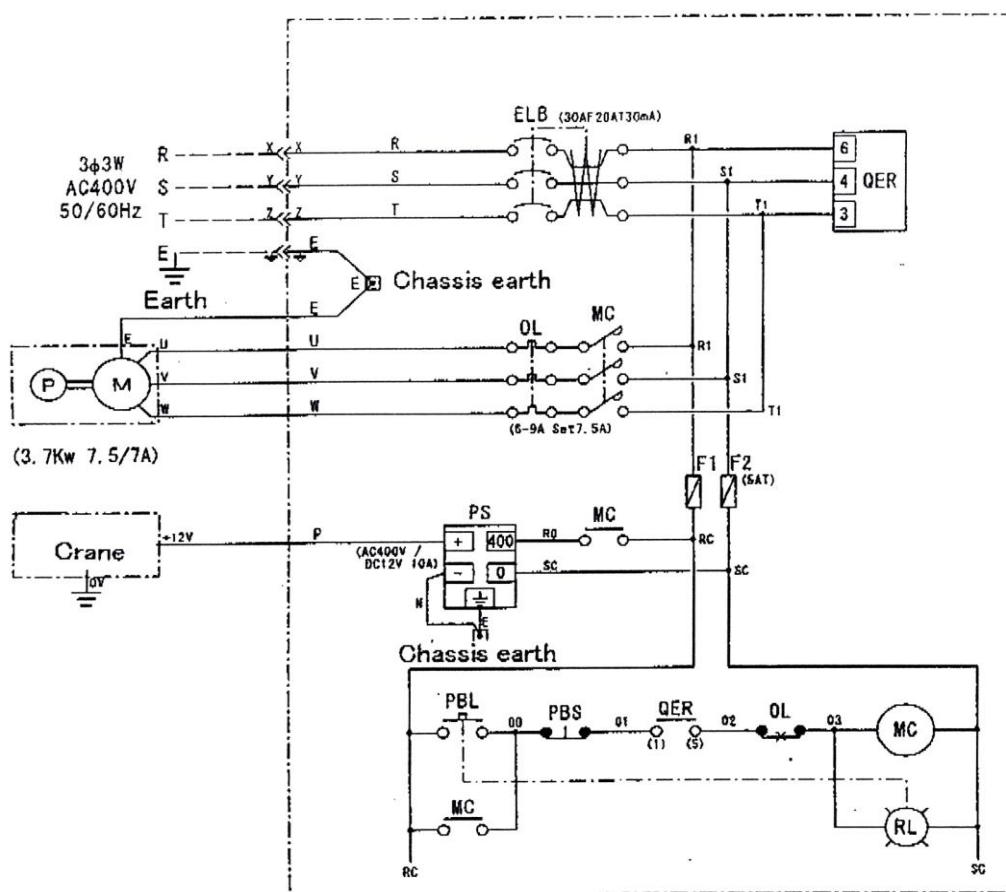 ELB (30AF20AT30mA)
3φ3W
AC400V
50/60Hz
R X X R R1 6
S Y Y S S1 4 QER
T Z Z T T1 3
E E
E Chassis earth
Earth E
E U U OL MC R1
P M V V S1
W W T1
(6-9A Set7.5A)
(3.7Kw 7.5/7A)
F1 F2
(5AT)
PS MC
Crane +12V P + 400 R0 RC
(AC400V /
DC12V 10A)
0V - 0 SC SC
N E
Chassis earth
PBL 00 PBS 01 QER 02 OL 03 MC
(1) (5)
MC RL
RC SC